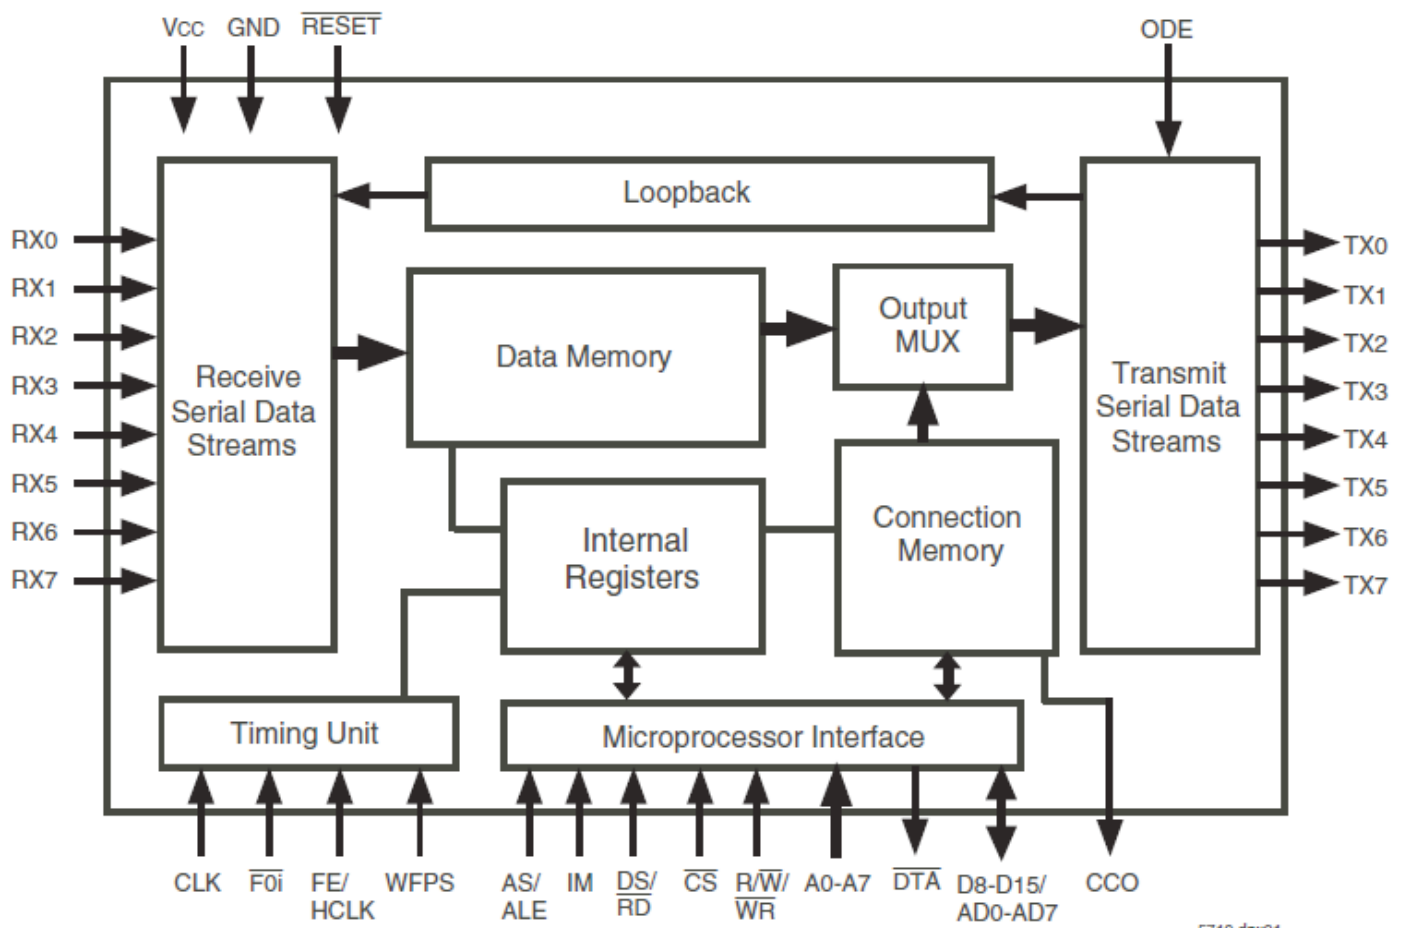 Vcc GND RESET ODE
Loopback
RX0
RX1
RX2
RX3
RX4
RX5
RX6
RX7
Receive
Serial Data
Streams
Data Memory
Output
MUX
Transmit
Serial Data
Streams
TX0
TX1
TX2
TX3
TX4
TX5
TX6
TX7
Internal
Registers
Connection
Memory
Timing Unit
Microprocessor Interface
CLK
F0i
FE/
HCLK
WFPS
AS/
ALE
IM
DS/
RD
CS
R/W/
WR
A0-A7
DTA
D8-D15/
AD0-AD7
CCO